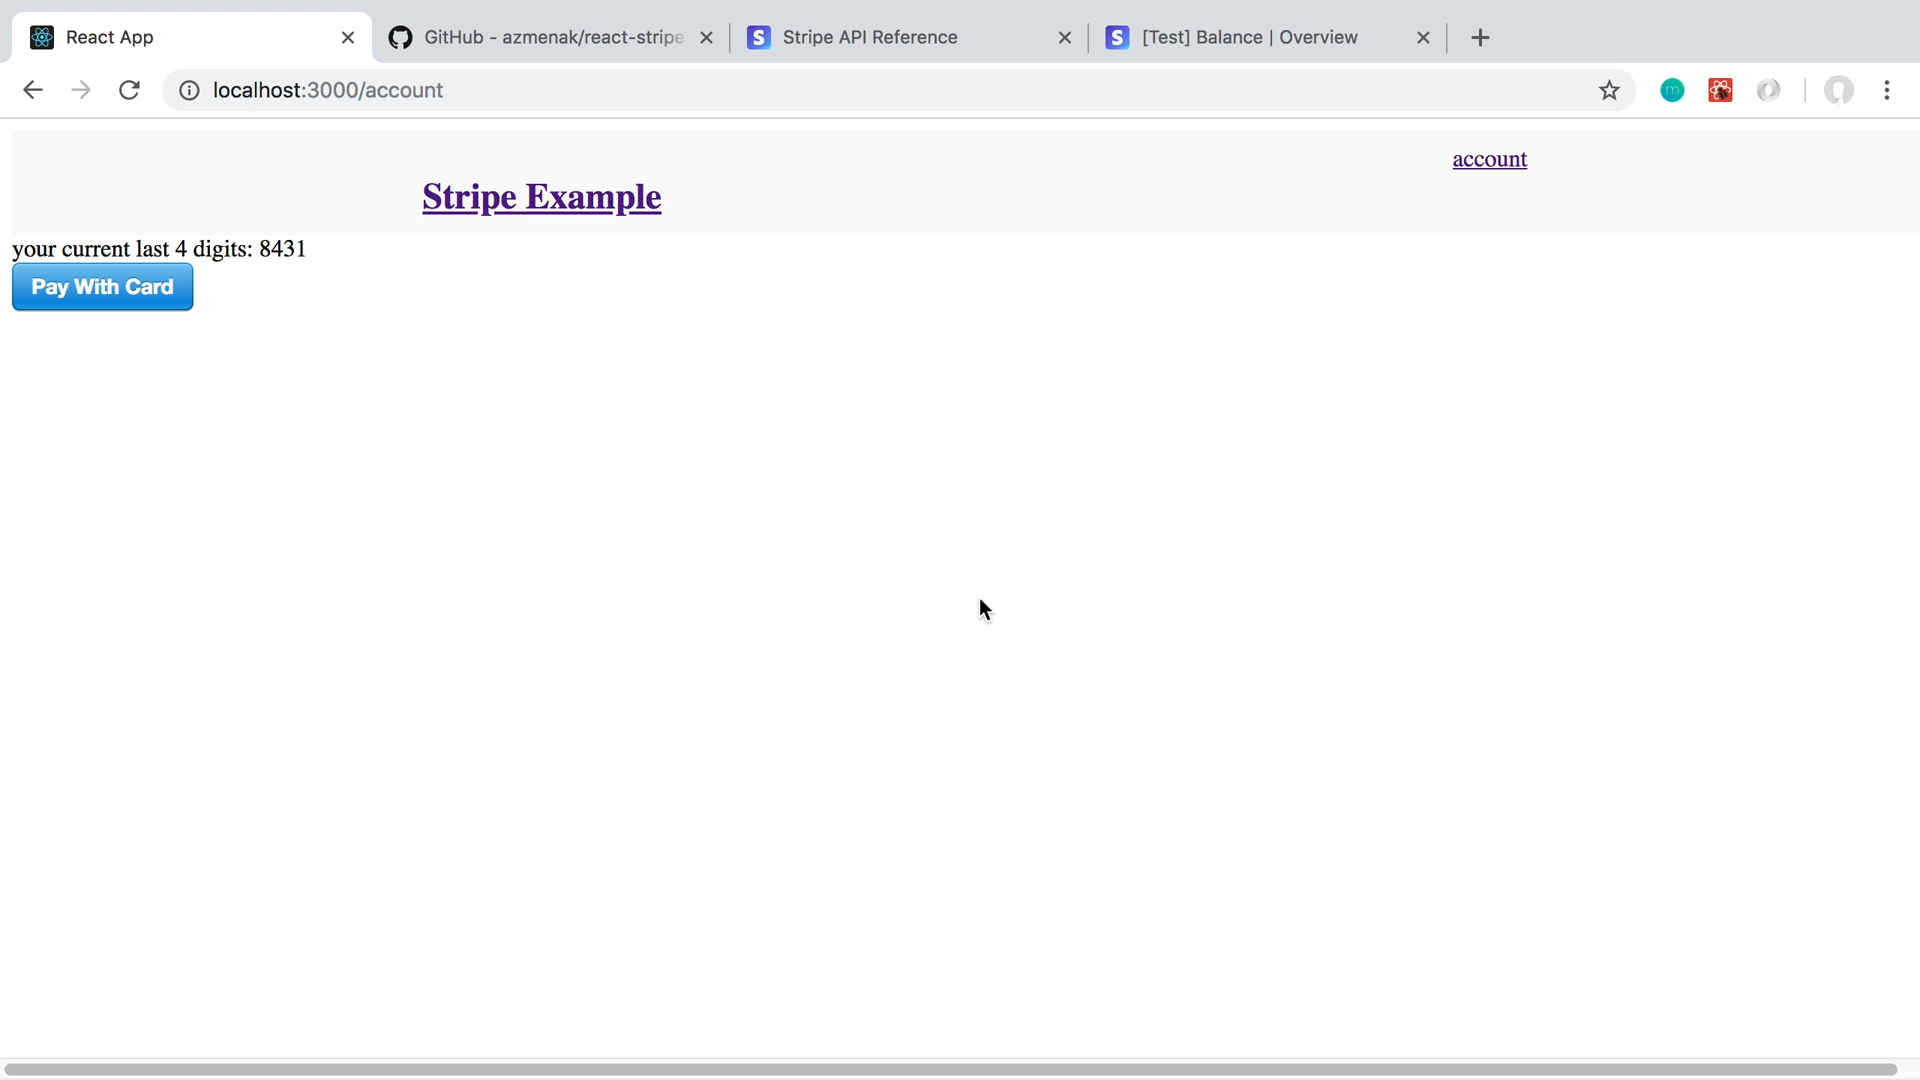 React App
GitHub - azmenak/react-stripe
Stripe API Reference
[Test] Balance | Overview
localhost:3000/account
account
Stripe Example
your current last 4 digits: 8431
Pay With Card